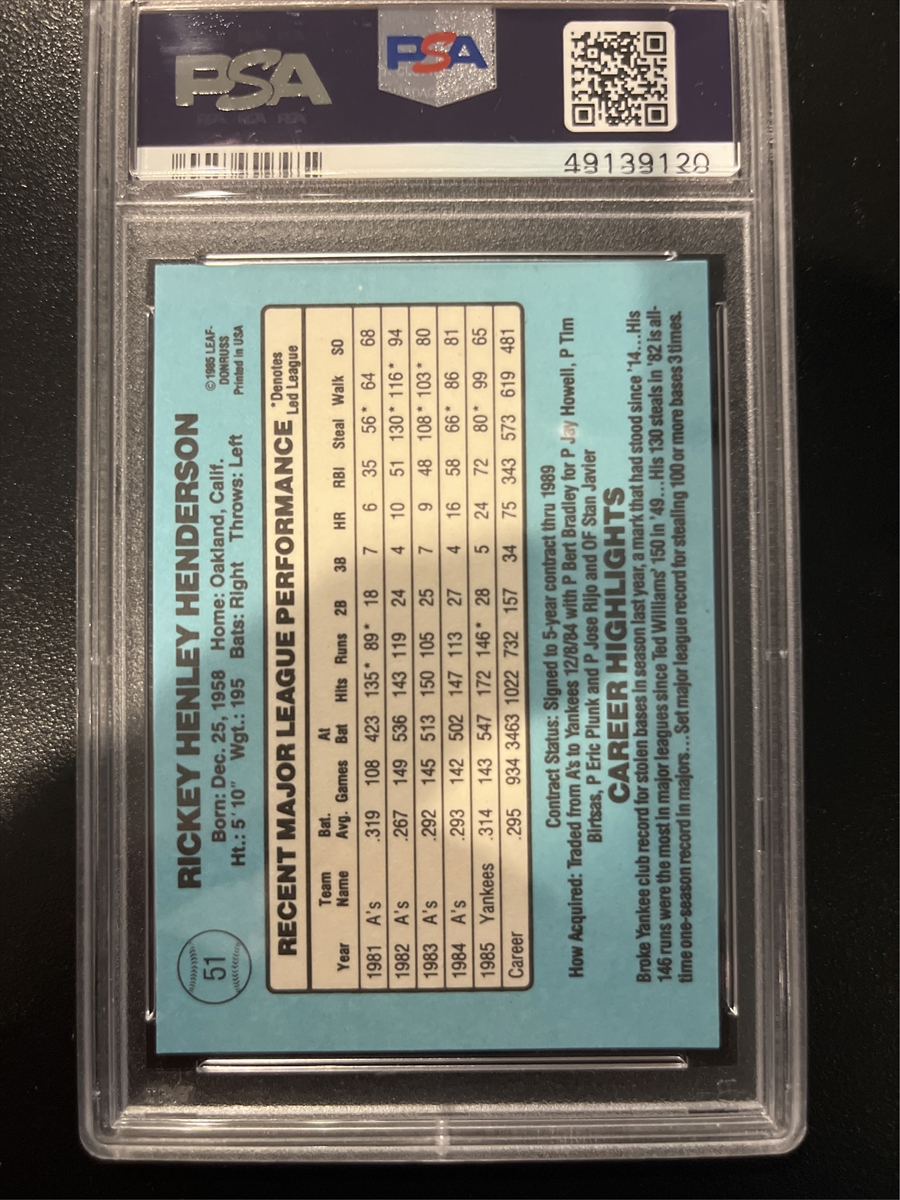 PSA
PSA
49139120
51
RICKEY HENLEY HENDERSON
©1985 LEAF-
DONRUSS
Printed in USA
Born: Dec. 25, 1958 Home: Oakland, Calif.
Ht.: 5'10" Wgt.: 195 Bats: Right Throws: Left
RECENT MAJOR LEAGUE PERFORMANCE
*Denotes
Led League
Year Team Name Bat. Avg. Games At Bat Hits Runs 2B 3B HR RBI Steal Walk SO
1981 A's .319 108 423 135* 89* 18 7 6 35 56* 64 68
1982 A's .267 149 536 143 119 24 4 10 51 130* 116* 94
1983 A's .292 145 513 150 105 25 7 9 48 108* 103* 80
1984 A's .293 142 502 147 113 27 4 16 58 66* 86 81
1985 Yankees .314 143 547 172 146* 28 5 24 72 80* 99 65
Career .295 934 3463 1022 732 157 34 75 343 573 619 481
Contract Status: Signed to 5-year contract thru 1989
How Acquired: Traded from A's to Yankees 12/8/84 with P Bert Bradley for P Jay Howell, P Tim
Birtsas, P Eric Plunk and P Jose Rijo and OF Stan Javier
CAREER HIGHLIGHTS
Broke Yankee club record for stolen bases in season last year, a mark that had stood since '14...His
146 runs were the most in major leagues since Ted Williams' 150 in '49...His 130 steals in '82 is all-
time one-season record in majors...Set major league record for stealing 100 or more bases 3 times.